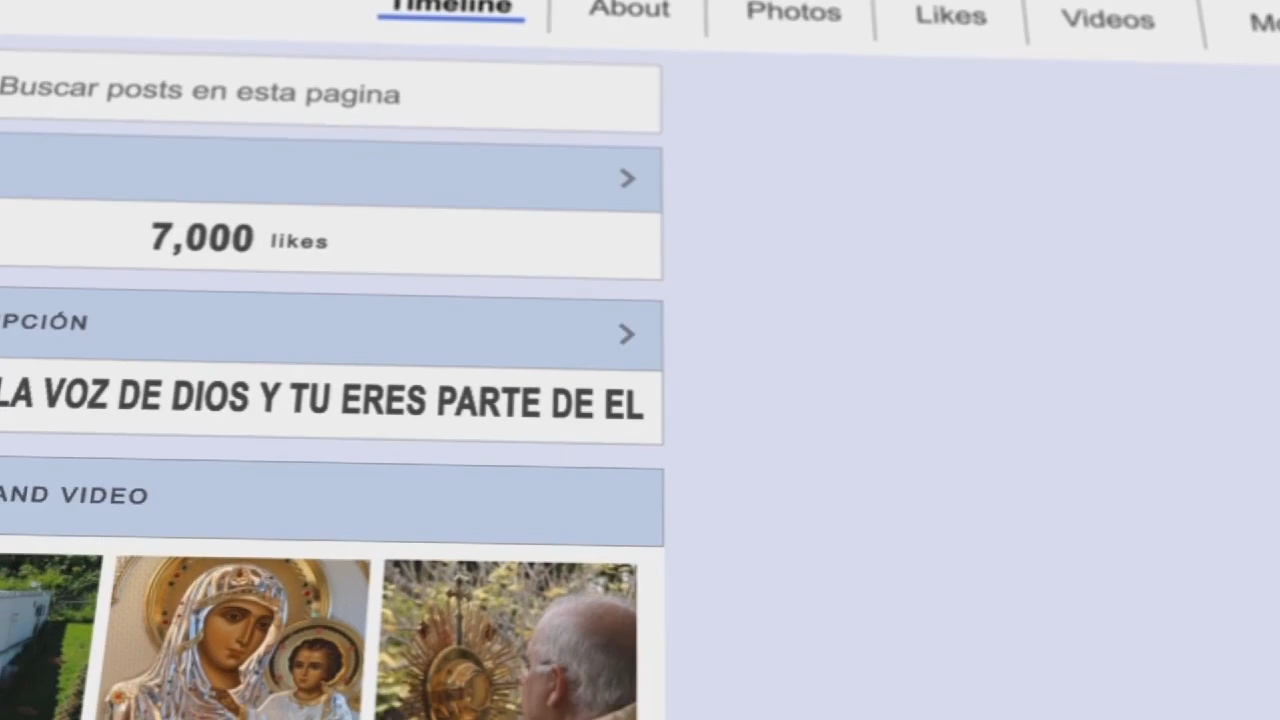 Timeline
About
Photos
Likes
Videos
Buscar posts en esta pagina
7,000 likes
PCIÓN
LA VOZ DE DIOS Y TU ERES PARTE DE EL
AND VIDEO